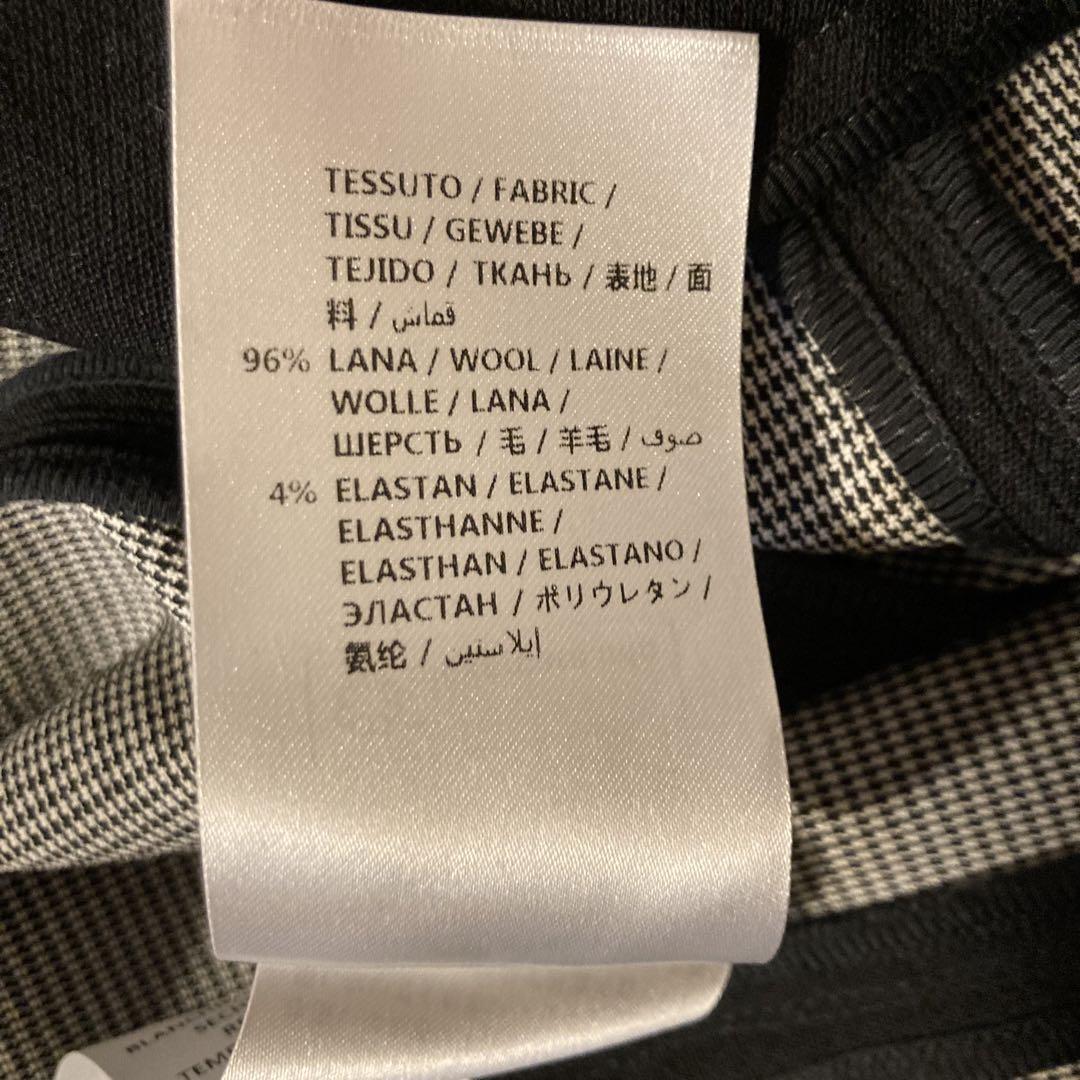 TESSUTO / FABRIC /
TISSU / GEWEBE /
TEJIDO / ТКАНЬ / 表地 / 面
料 / قماش
96% LANA / WOOL / LAINE /
WOLLE / LANA /
ШЕРСТЬ / 毛 / 羊毛 / صوف
4% ELASTAN / ELASTANE /
ELASTHANNE /
ELASTHAN / ELASTANO /
ЭЛАСТАН / ポリウレタン /
氨纶 / إيلاستين